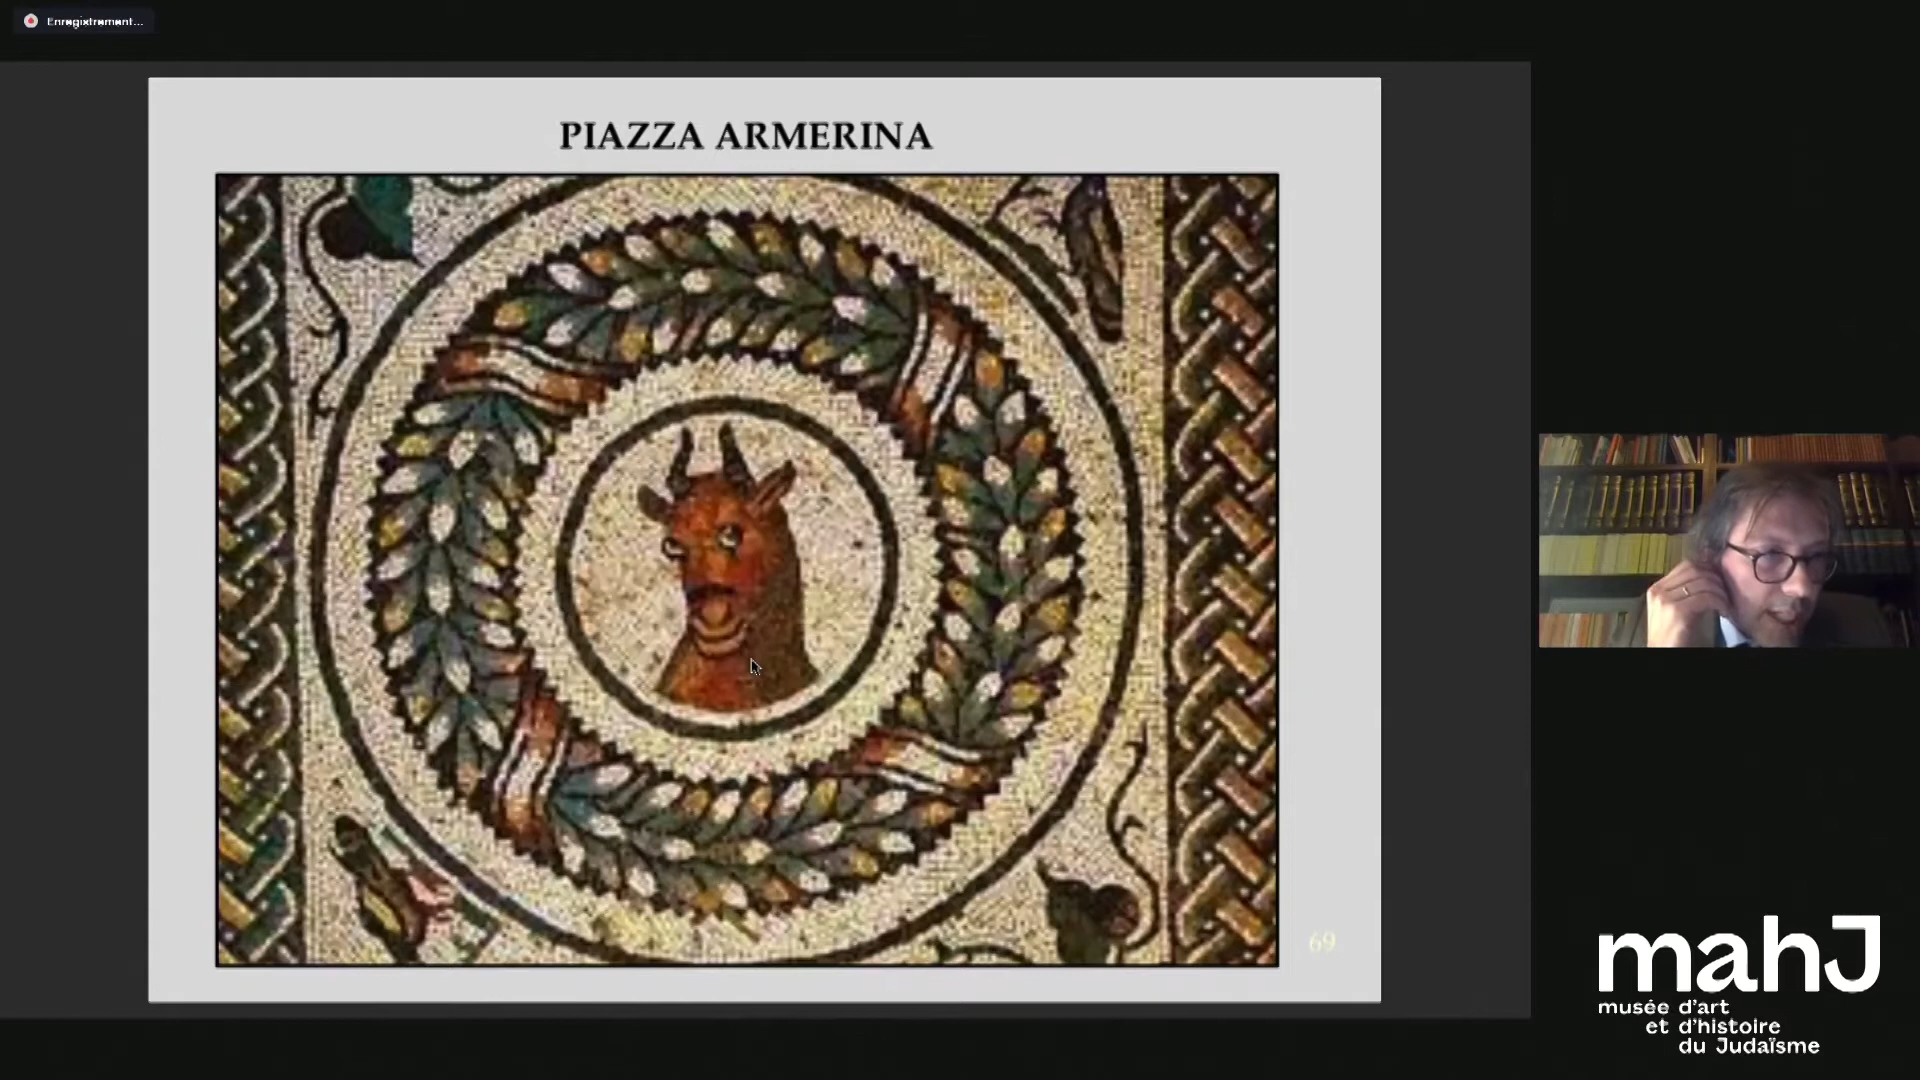 Enregistrement...
PIAZZA ARMERINA
69
mahJ
musée d'art
et d'histoire
du Judaïsme